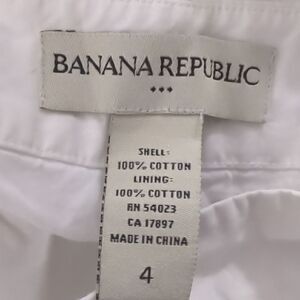 BANANA REPUBLIC
SHELL:
100% COTTON
LINING:
100% COTTON
RN 54023
CA 17897
MADE IN CHINA
4